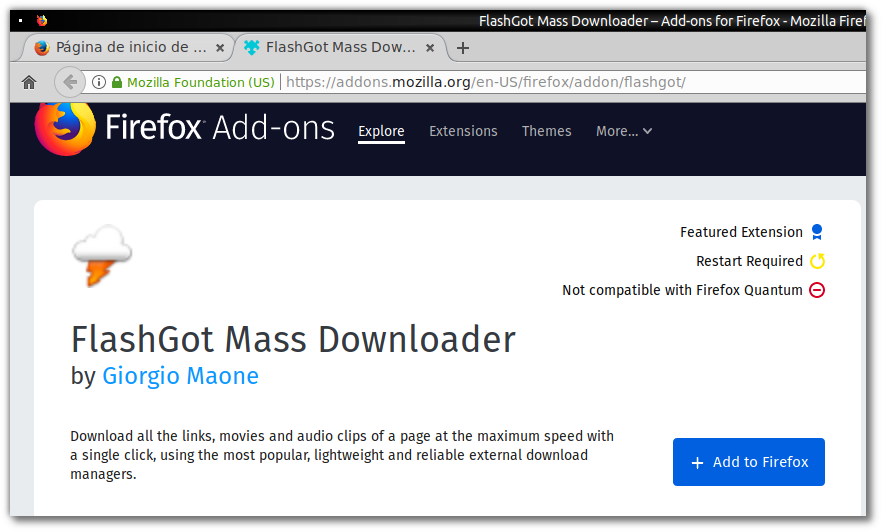 FlashGot Mass Downloader – Add-ons for Firefox - Mozilla Firef
Página de inicio de ...
FlashGot Mass Dow...
Mozilla Foundation (US)
https://addons.mozilla.org/en-US/firefox/addon/flashgot/
Firefox Add-ons
Explore
Extensions
Themes
More...
Featured Extension
Restart Required
Not compatible with Firefox Quantum
FlashGot Mass Downloader
by Giorgio Maone
Download all the links, movies and audio clips of a page at the maximum speed with
a single click, using the most popular, lightweight and reliable external download
managers.
+ Add to Firefox